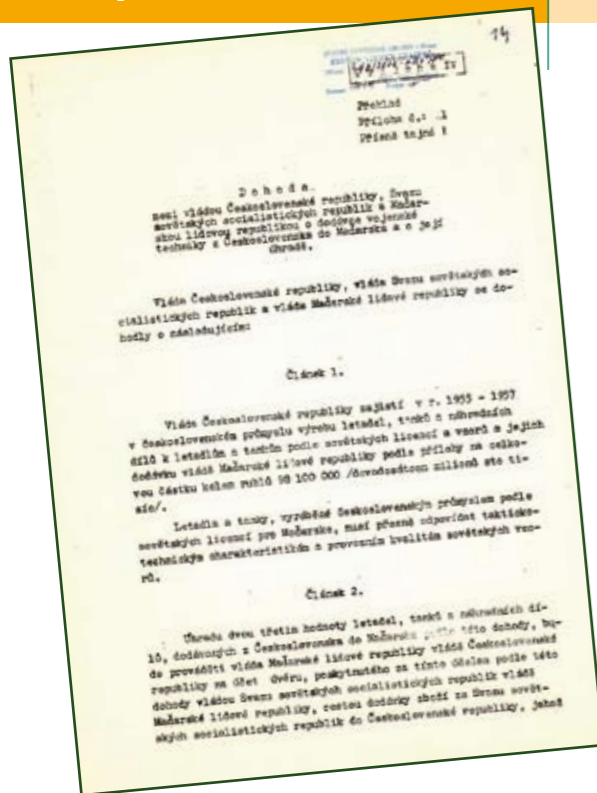 14
Překlad
Příloha č.: 1
Přísně tajné !
D o h o d a
mezi vládou Československé republiky, Svazu
sovětských socialistických republik a Maďar-
skou lidovou republikou o dodávce vojenské
techniky z Československa do Maďarska a o její
úhradě.
Vláda Československé republiky, vláda Svazu sovětských so-
cialistických republik a vláda Maďarské lidové republiky se do-
hodly o následujícím:
Článek 1.
Vláda Československé republiky zajistí v r. 1955 - 1957
v československém průmyslu výrobu letadel, tanků a náhradních
dílů k letadlům a tankům podle sovětských licencí a vzorů a jejich
dodávku vládě Maďarské lidové republiky podle přílohy na celko-
vou částku kolem rublů 98 100 000
Letadla a tanky, vyráběné československým průmyslem podle
sovětských licencí pro Maďarsko, musí přesně odpovídat takticko-
technickým charakteristikám a provozním kvalitám sovětských vzo-
rů.
Článek 2.
Úhradu dvou třetin hodnoty letadel, tanků a náhradních dí-
lů, dodávaných z Československa do Maďarska podle této dohody, bu-
de provádět vláda Maďarské lidové republiky vládě Československé
republiky na účet úvěru, poskytnutého za tímto účelem podle této
dohody vládou Svazu sovětských socialistických republik vládě
Maďarské lidové republiky, cestou dodávky zboží ze Svazu sovět-
ských socialistických republik do Československé republiky, jehož